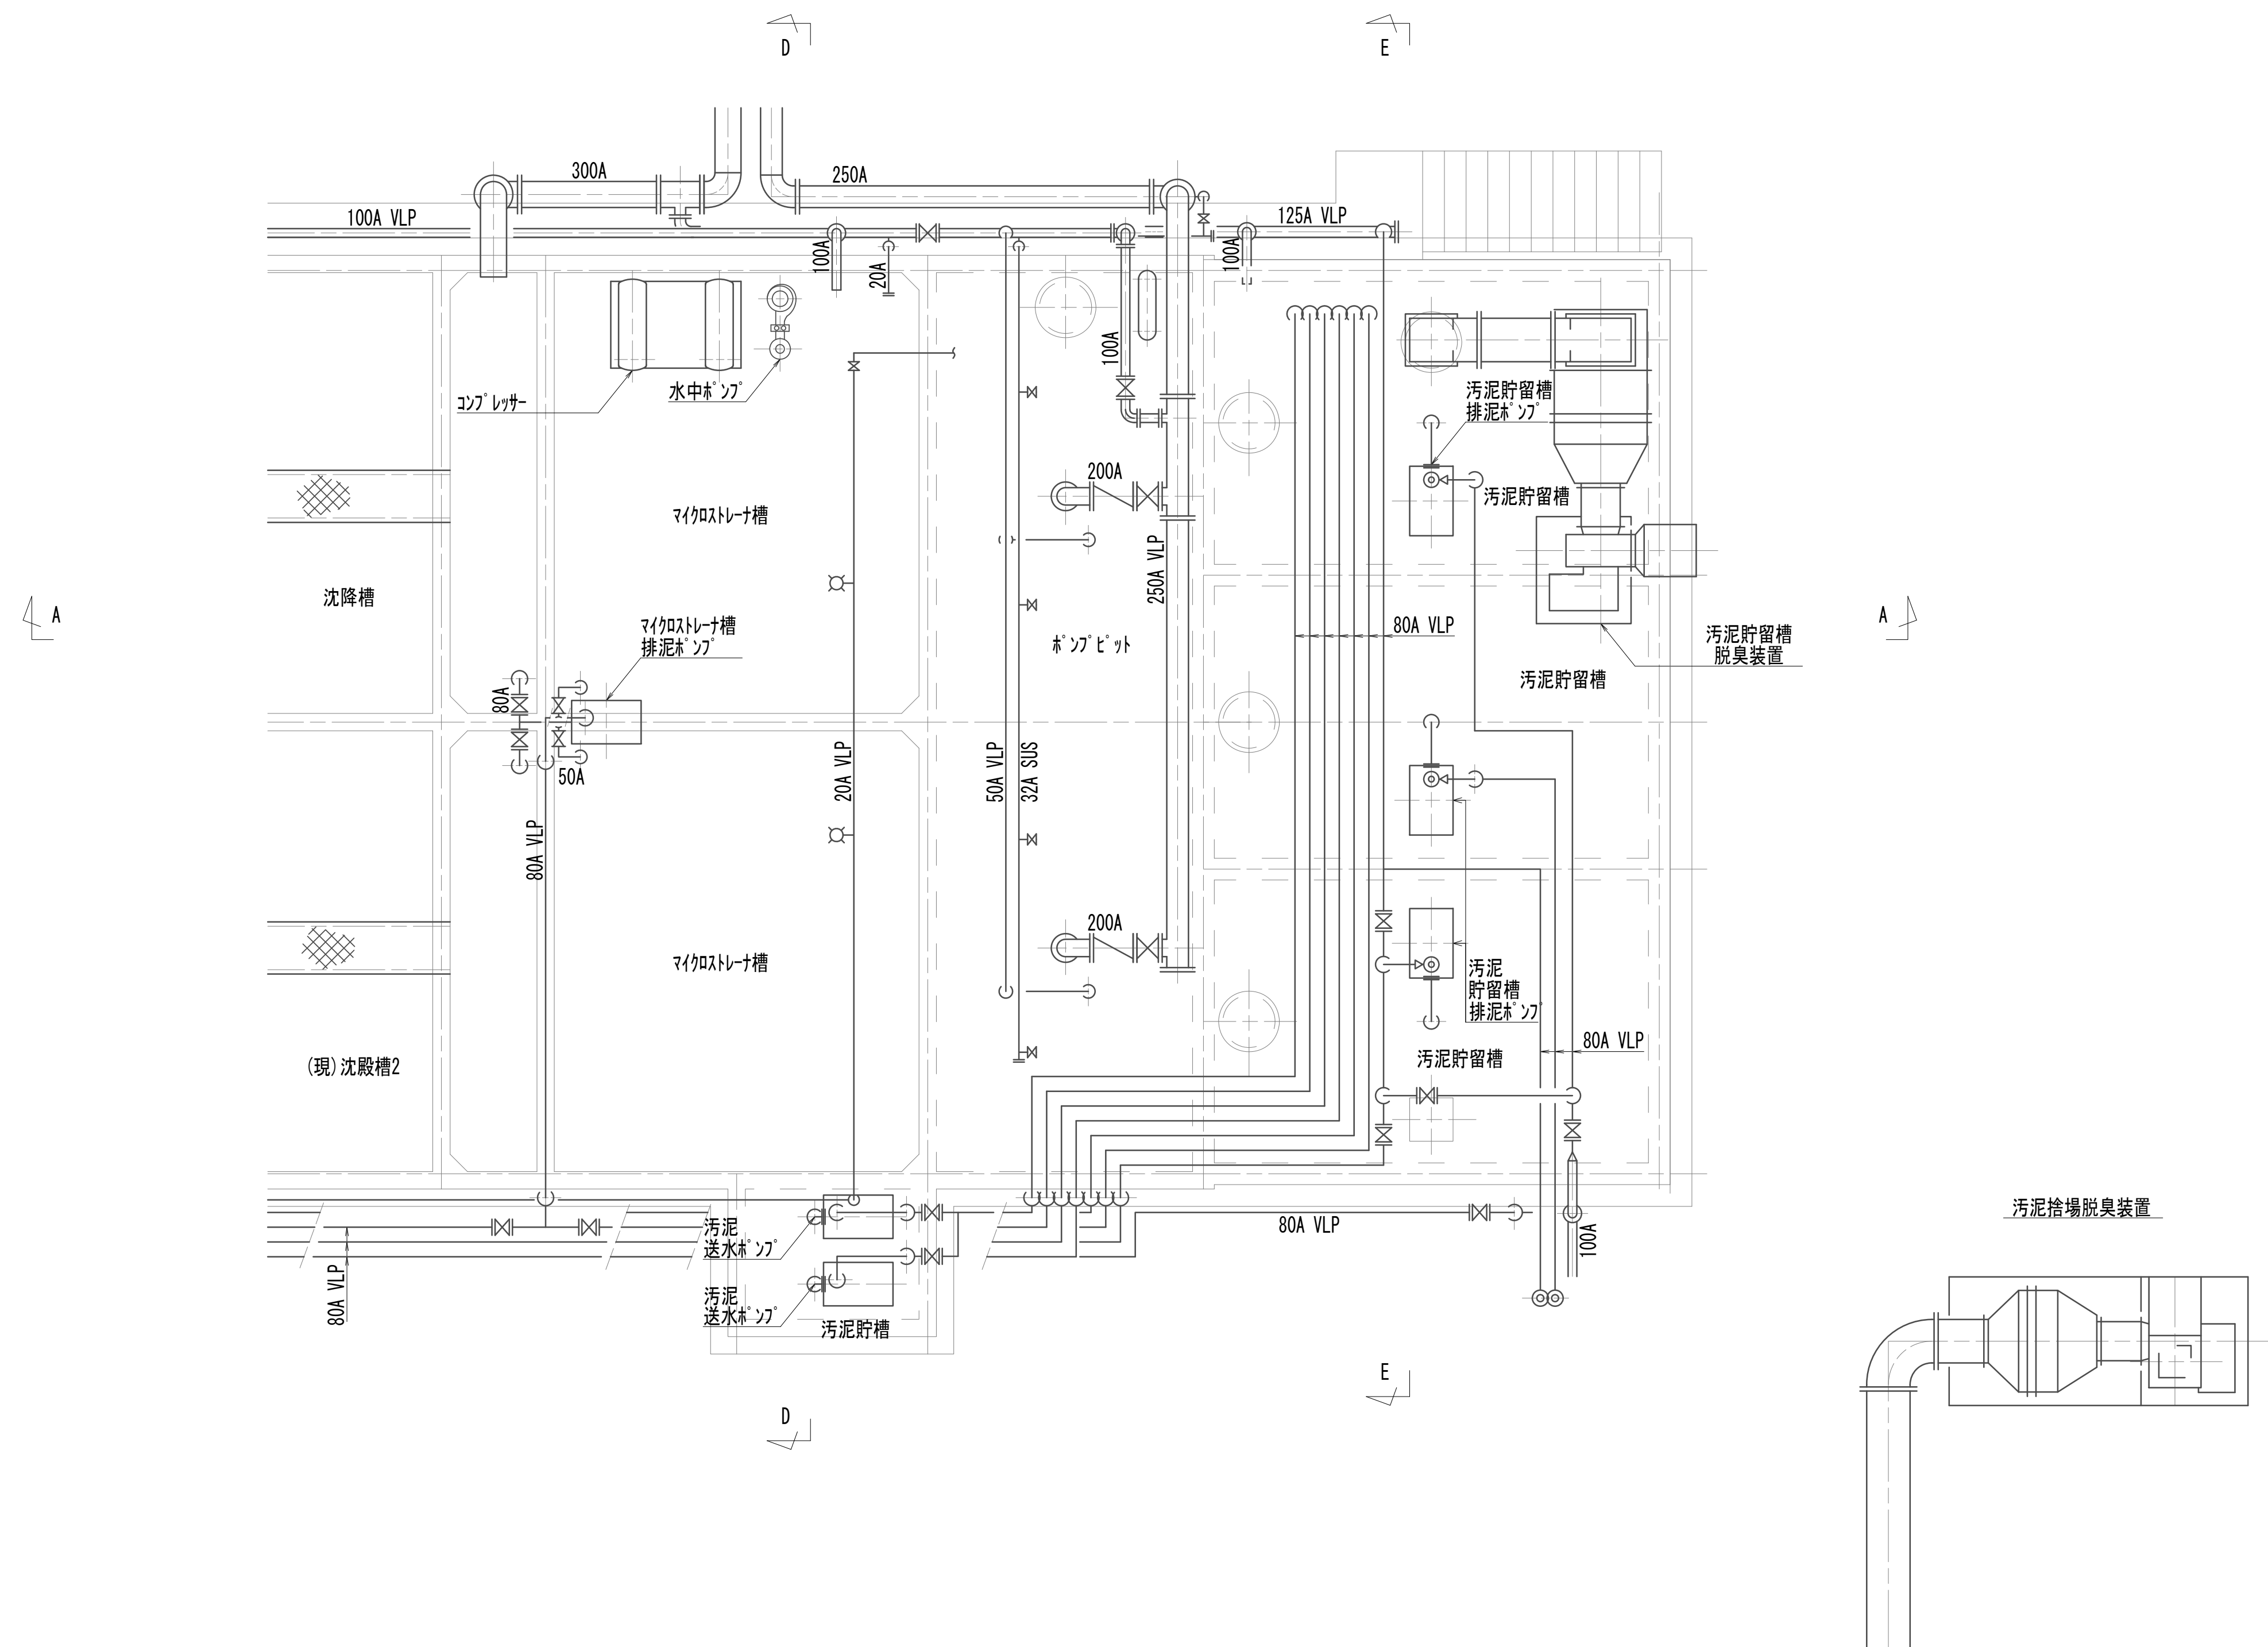 D
E
300A
250A
100A VLP
125A VLP
100A
20A
100A
100A
コンプレッサー
水中ポンプ
汚泥貯留槽
排泥ポンプ
200A
汚泥貯留槽
マイクロストレーナ槽
250A VLP
沈降槽
A
A
マイクロストレーナ槽
排泥ポンプ
ポンプピット
80A VLP
汚泥貯留槽
脱臭装置
汚泥貯留槽
80A
50A
20A VLP
50A VLP
32A SUS
80A VLP
200A
マイクロストレーナ槽
汚泥
貯留槽
排泥ポンプ
(現)沈殿槽2
80A VLP
汚泥貯留槽
汚泥捨場脱臭装置
汚泥
送水ポンプ
80A VLP
100A
80A VLP
汚泥
送水ポンプ
汚泥貯槽
E
D